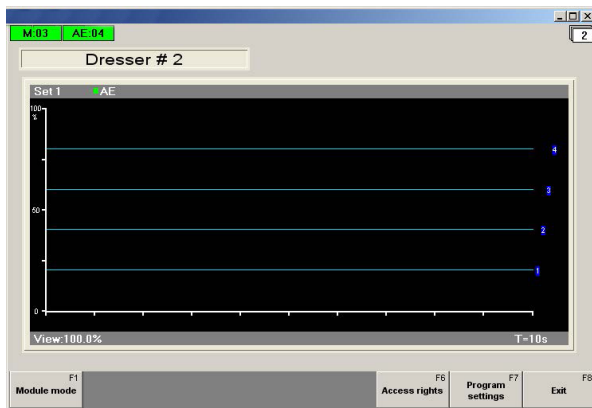 M:03 AE:04
2
Dresser # 2
Set 1 AE
100
%
4
3
50
2
1
0
View:100.0% T=10s
F1 F6 F7 F8
Module mode Access rights Program settings Exit